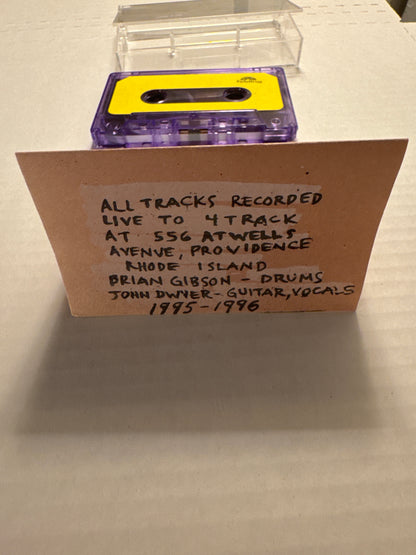 ALL TRACKS RECORDED
LIVE TO 4 TRACK
AT 556 ATWELLS
AVENVE, PROVIDENCE
RHODE ISLAND
BRIAN GIBSON - DRUMS
JOHN DWYER - GUITAR, VOCALS
1995-1996